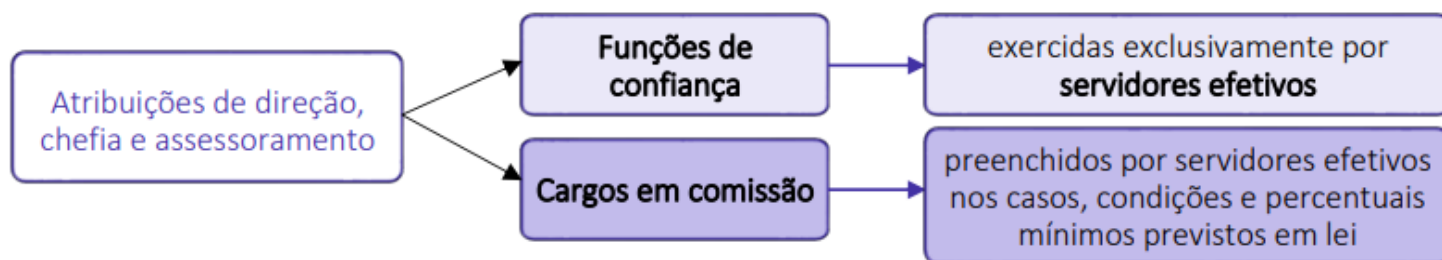 Atribuições de direção,
chefia e assessoramento
Funções de
confiança
exercidas exclusivamente por
servidores efetivos
Cargos em comissão
preenchidos por servidores efetivos
nos casos, condições e percentuais
mínimos previstos em lei